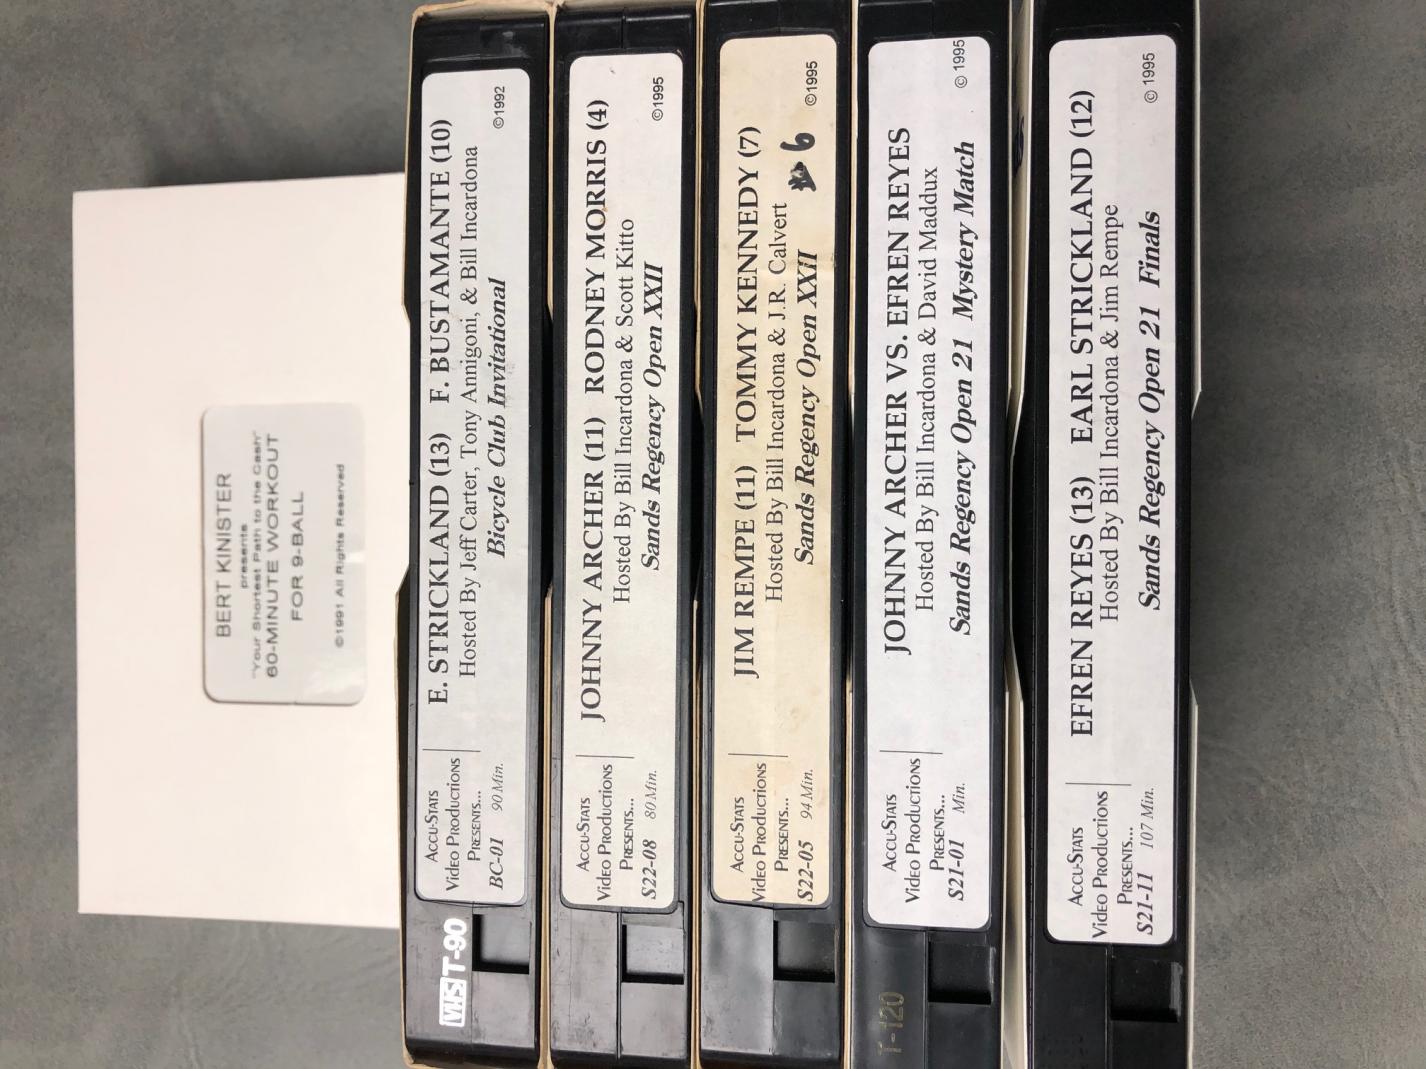 BERT KINISTER
presents
"Your Shortest Path to the Cash"
60-MINUTE WORKOUT
FOR 9-BALL
©1991 All Rights Reserved
VHS T-90
ACCU-STATS
VIDEO PRODUCTIONS
PRESENTS...
BC-01 90 Min.
E. STRICKLAND (13) F. BUSTAMANTE (10)
Hosted By Jeff Carter, Tony Annigoni, & Bill Incardona
Bicycle Club Invitational
©1992
ACCU-STATS
VIDEO PRODUCTIONS
PRESENTS...
S22-08 80 Min.
JOHNNY ARCHER (11) RODNEY MORRIS (4)
Hosted By Bill Incardona & Scott Kitto
Sands Regency Open XXII
©1995
ACCU-STATS
VIDEO PRODUCTIONS
PRESENTS...
S22-05 94 Min.
JIM REMPE (11) TOMMY KENNEDY (7)
Hosted By Bill Incardona & J.R. Calvert
Sands Regency Open XXII
6
©1995
T-120
ACCU-STATS
VIDEO PRODUCTIONS
PRESENTS...
S21-01 Min.
JOHNNY ARCHER VS. EFREN REYES
Hosted By Bill Incardona & David Maddux
Sands Regency Open 21 Mystery Match
© 1995
ACCU-STATS
VIDEO PRODUCTIONS
PRESENTS...
S21-11 107 Min.
EFREN REYES (13) EARL STRICKLAND (12)
Hosted By Bill Incardona & Jim Rempe
Sands Regency Open 21 Finals
© 1995